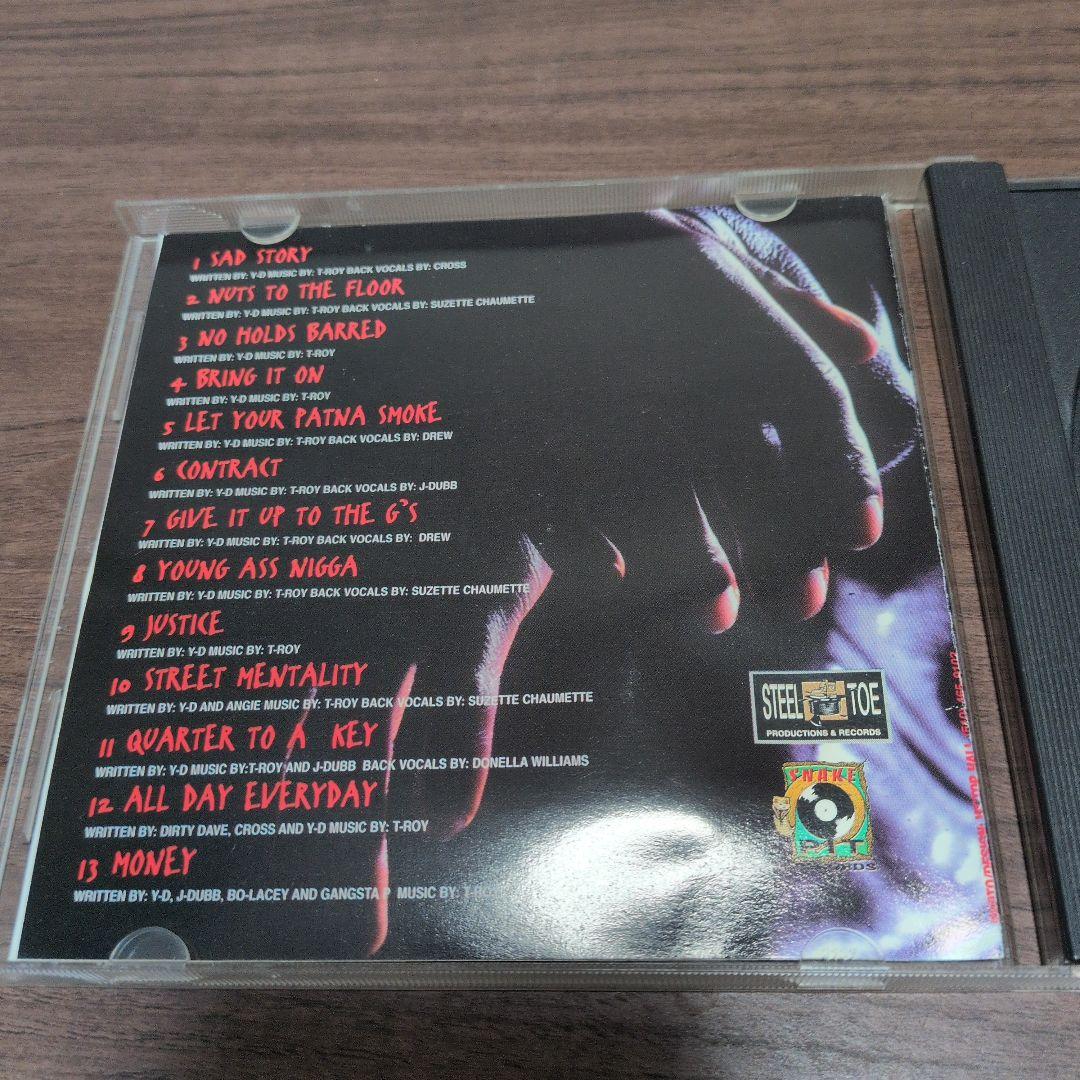 1 SAD STORY
WRITTEN BY: Y-D MUSIC BY: T-ROY BACK VOCALS BY: CROSS
2 NUTS TO THE FLOOR
WRITTEN BY: Y-D MUSIC BY: T-ROY BACK VOCALS BY: SUZETTE CHAUMETTE
3 NO HOLDS BARRED
WRITTEN BY: Y-D MUSIC BY: T-ROY
4 BRING IT ON
WRITTEN BY: Y-D MUSIC BY: T-ROY
5 LET YOUR PATNA SMOKE
WRITTEN BY: Y-D MUSIC BY: T-ROY BACK VOCALS BY: DREW
6 CONTRACT
WRITTEN BY: Y-D MUSIC BY: T-ROY BACK VOCALS BY: J-DUBB
7 GIVE IT UP TO THE G'S
WRITTEN BY: Y-D MUSIC BY: T-ROY BACK VOCALS BY: DREW
8 YOUNG ASS NIGGA
WRITTEN BY: Y-D MUSIC BY: T-ROY BACK VOCALS BY: SUZETTE CHAUMETTE
9 JUSTICE
WRITTEN BY: Y-D MUSIC BY: T-ROY
10 STREET MENTALITY
WRITTEN BY: Y-D AND ANGIE MUSIC BY: T-ROY BACK VOCALS BY: SUZETTE CHAUMETTE
11 QUARTER TO A KEY
WRITTEN BY: Y-D MUSIC BY:T-ROY AND J-DUBB BACK VOCALS BY: DONELLA WILLIAMS
12 ALL DAY EVERYDAY
WRITTEN BY: DIRTY DAVE, CROSS AND Y-D MUSIC BY: T-ROY
13 MONEY
WRITTEN BY: Y-D, J-DUBB, BO-LACEY AND GANGSTA P MUSIC BY:
STEEL TOE
PRODUCTIONS & RECORDS
SNAKE
PIT